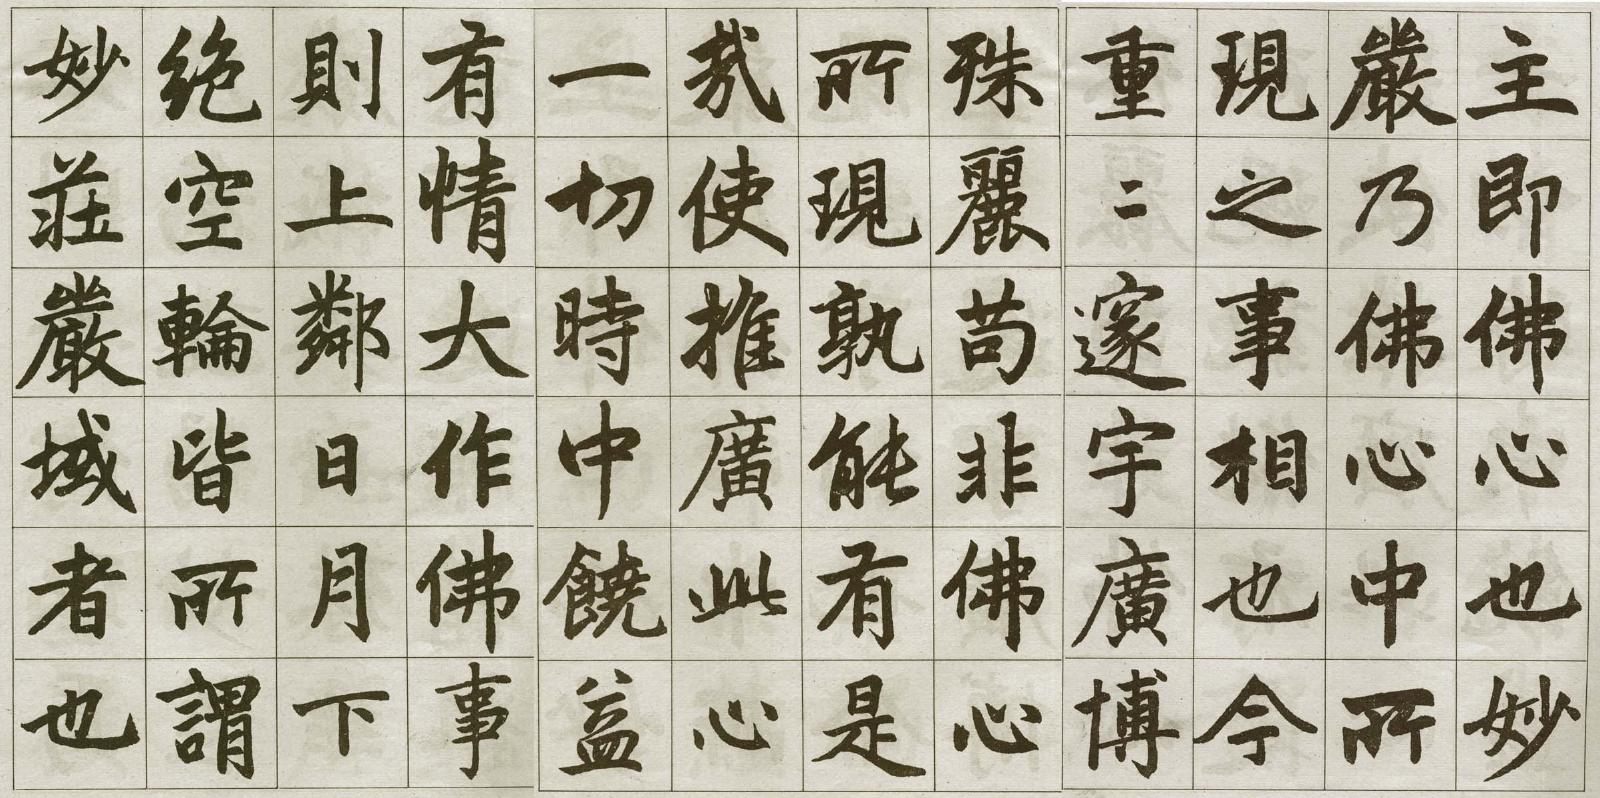 主即佛心也妙
嚴乃佛心中所
現之事相也今
重二邃宇廣博
殊麗苟非佛心
所現孰能有是
哉使推廣此心
一切時中饒益
有情大作佛事
則上鄰日月下
絶空輪皆所謂
妙莊嚴域者也